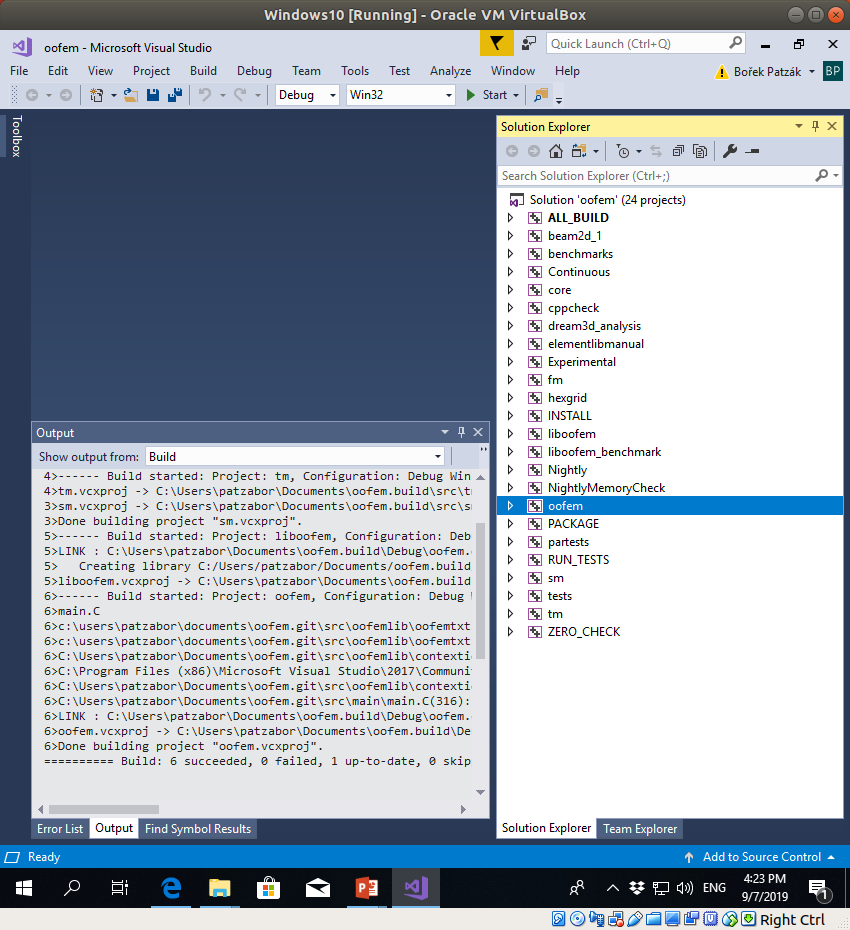 Windows10 [Running] - Oracle VM VirtualBox
oofem - Microsoft Visual Studio
Quick Launch (Ctrl+Q)
File Edit View Project Build Debug Team Tools Test Analyze Window Help Bořek Patzák BP
Debug Win32 Start
Toolbox
Solution Explorer
Search Solution Explorer (Ctrl+;)
Solution 'oofem' (24 projects)
ALL_BUILD
beam2d_1
benchmarks
Continuous
core
cppcheck
dream3d_analysis
elementlibmanual
Experimental
fm
hexgrid
INSTALL
liboofem
liboofem_benchmark
Nightly
NightlyMemoryCheck
oofem
PACKAGE
partests
RUN_TESTS
sm
tests
tm
ZERO_CHECK
Output
Show output from: Build
4>------ Build started: Project: tm, Configuration: Debug Win
4>tm.vcxproj -> C:\Users\patzabor\Documents\oofem.build\src\tm
3>sm.vcxproj -> C:\Users\patzabor\Documents\oofem.build\src\sm
3>Done building project "sm.vcxproj".
5>------ Build started: Project: liboofem, Configuration: Deb
5>LINK : C:\Users\patzabor\Documents\oofem.build\Debug\oofem.
5>   Creating library C:/Users/patzabor/Documents/oofem.build
5>liboofem.vcxproj -> C:\Users\patzabor\Documents\oofem.build
6>------ Build started: Project: oofem, Configuration: Debug W
6>main.C
6>c:\users\patzabor\documents\oofem.git\src\oofemlib\oofemtxt
6>c:\users\patzabor\documents\oofem.git\src\oofemlib\oofemtxt
6>C:\Users\patzabor\Documents\oofem.git\src\oofemlib\contextio
6>C:\Program Files (x86)\Microsoft Visual Studio\2017\Communi
6>C:\Users\patzabor\Documents\oofem.git\src\oofemlib\contextio
6>C:\Users\patzabor\Documents\oofem.git\src\main\main.C(316):
6>LINK : C:\Users\patzabor\Documents\oofem.build\Debug\oofem.
6>oofem.vcxproj -> C:\Users\patzabor\Documents\oofem.build\De
6>Done building project "oofem.vcxproj".
========== Build: 6 succeeded, 0 failed, 1 up-to-date, 0 skip
Error List Output Find Symbol Results
Solution Explorer Team Explorer
Ready Add to Source Control
ENG
4:23 PM
9/7/2019
1
Right Ctrl